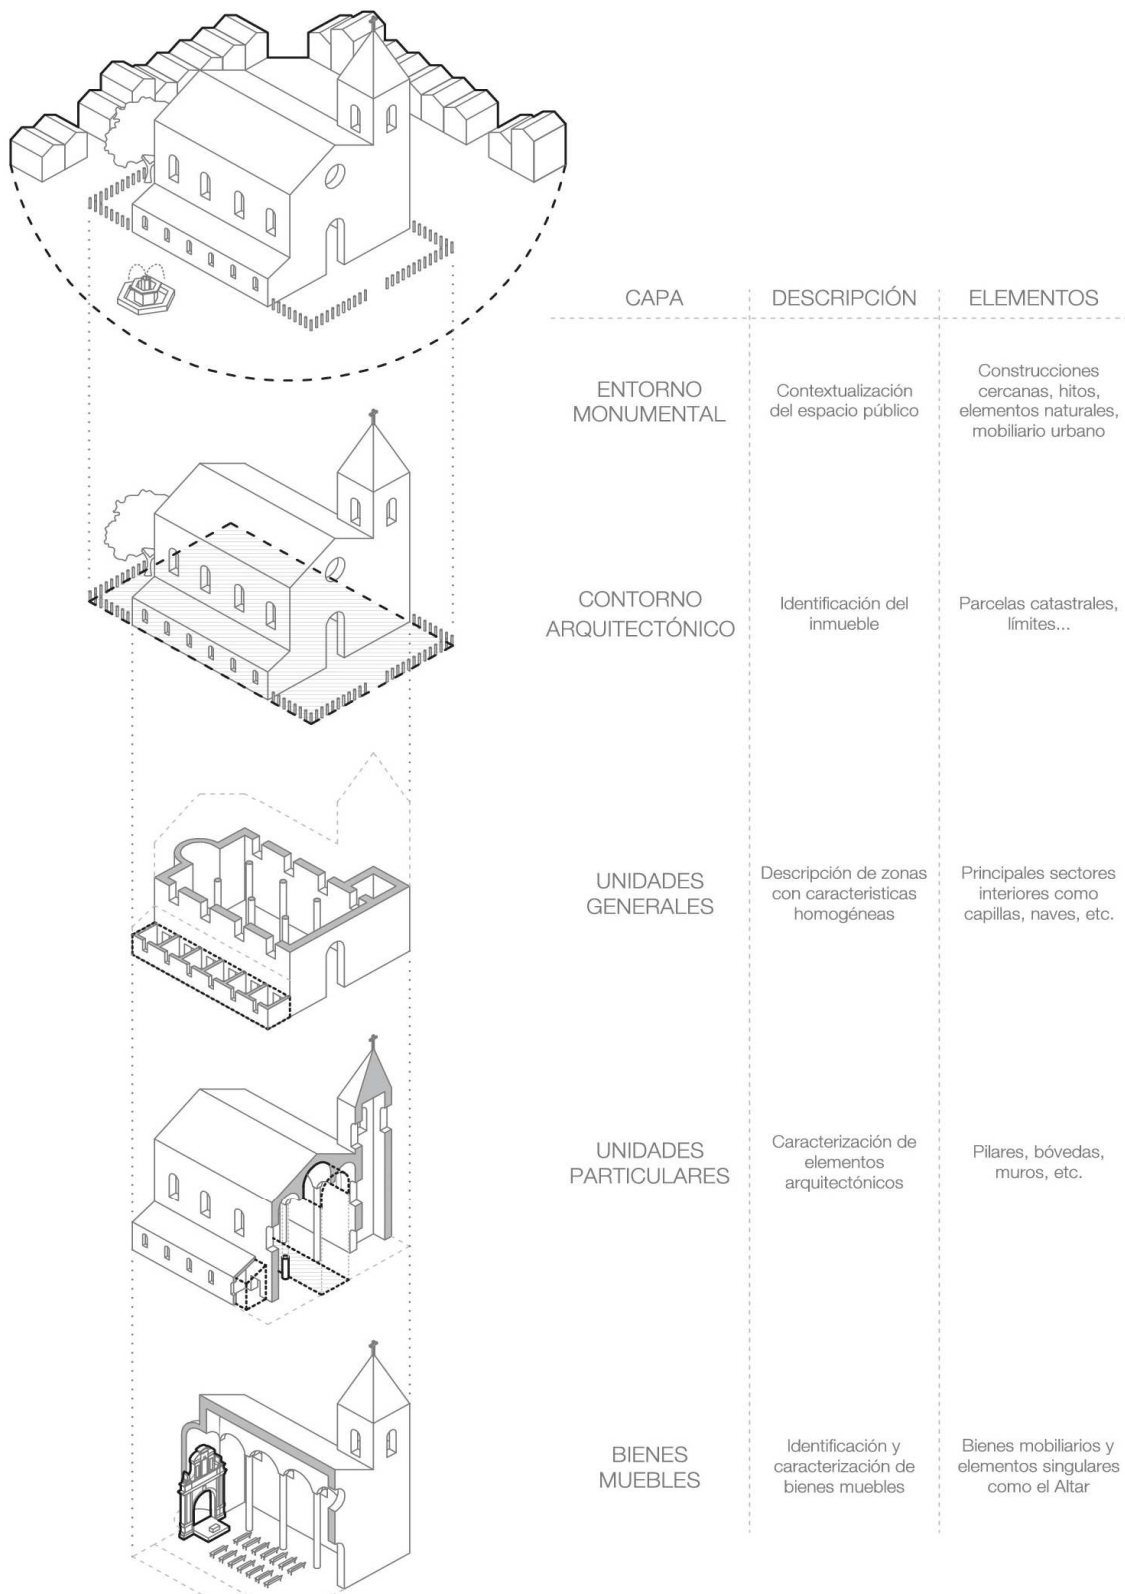 CAPA DESCRIPCIÓN ELEMENTOS
ENTORNO
MONUMENTAL
Contextualización
del espacio público
Construcciones
cercanas, hitos,
elementos naturales,
mobiliario urbano
CONTORNO
ARQUITECTÓNICO
Identificación del
inmueble
Parcelas catastrales,
límites...
UNIDADES
GENERALES
Descripción de zonas
con caracteristicas
homogéneas
Principales sectores
interiores como
capillas, naves, etc.
UNIDADES
PARTICULARES
Caracterización de
elementos
arquitectónicos
Pilares, bóvedas,
muros, etc.
BIENES
MUEBLES
Identificación y
caracterización de
bienes muebles
Bienes mobiliarios y
elementos singulares
como el Altar